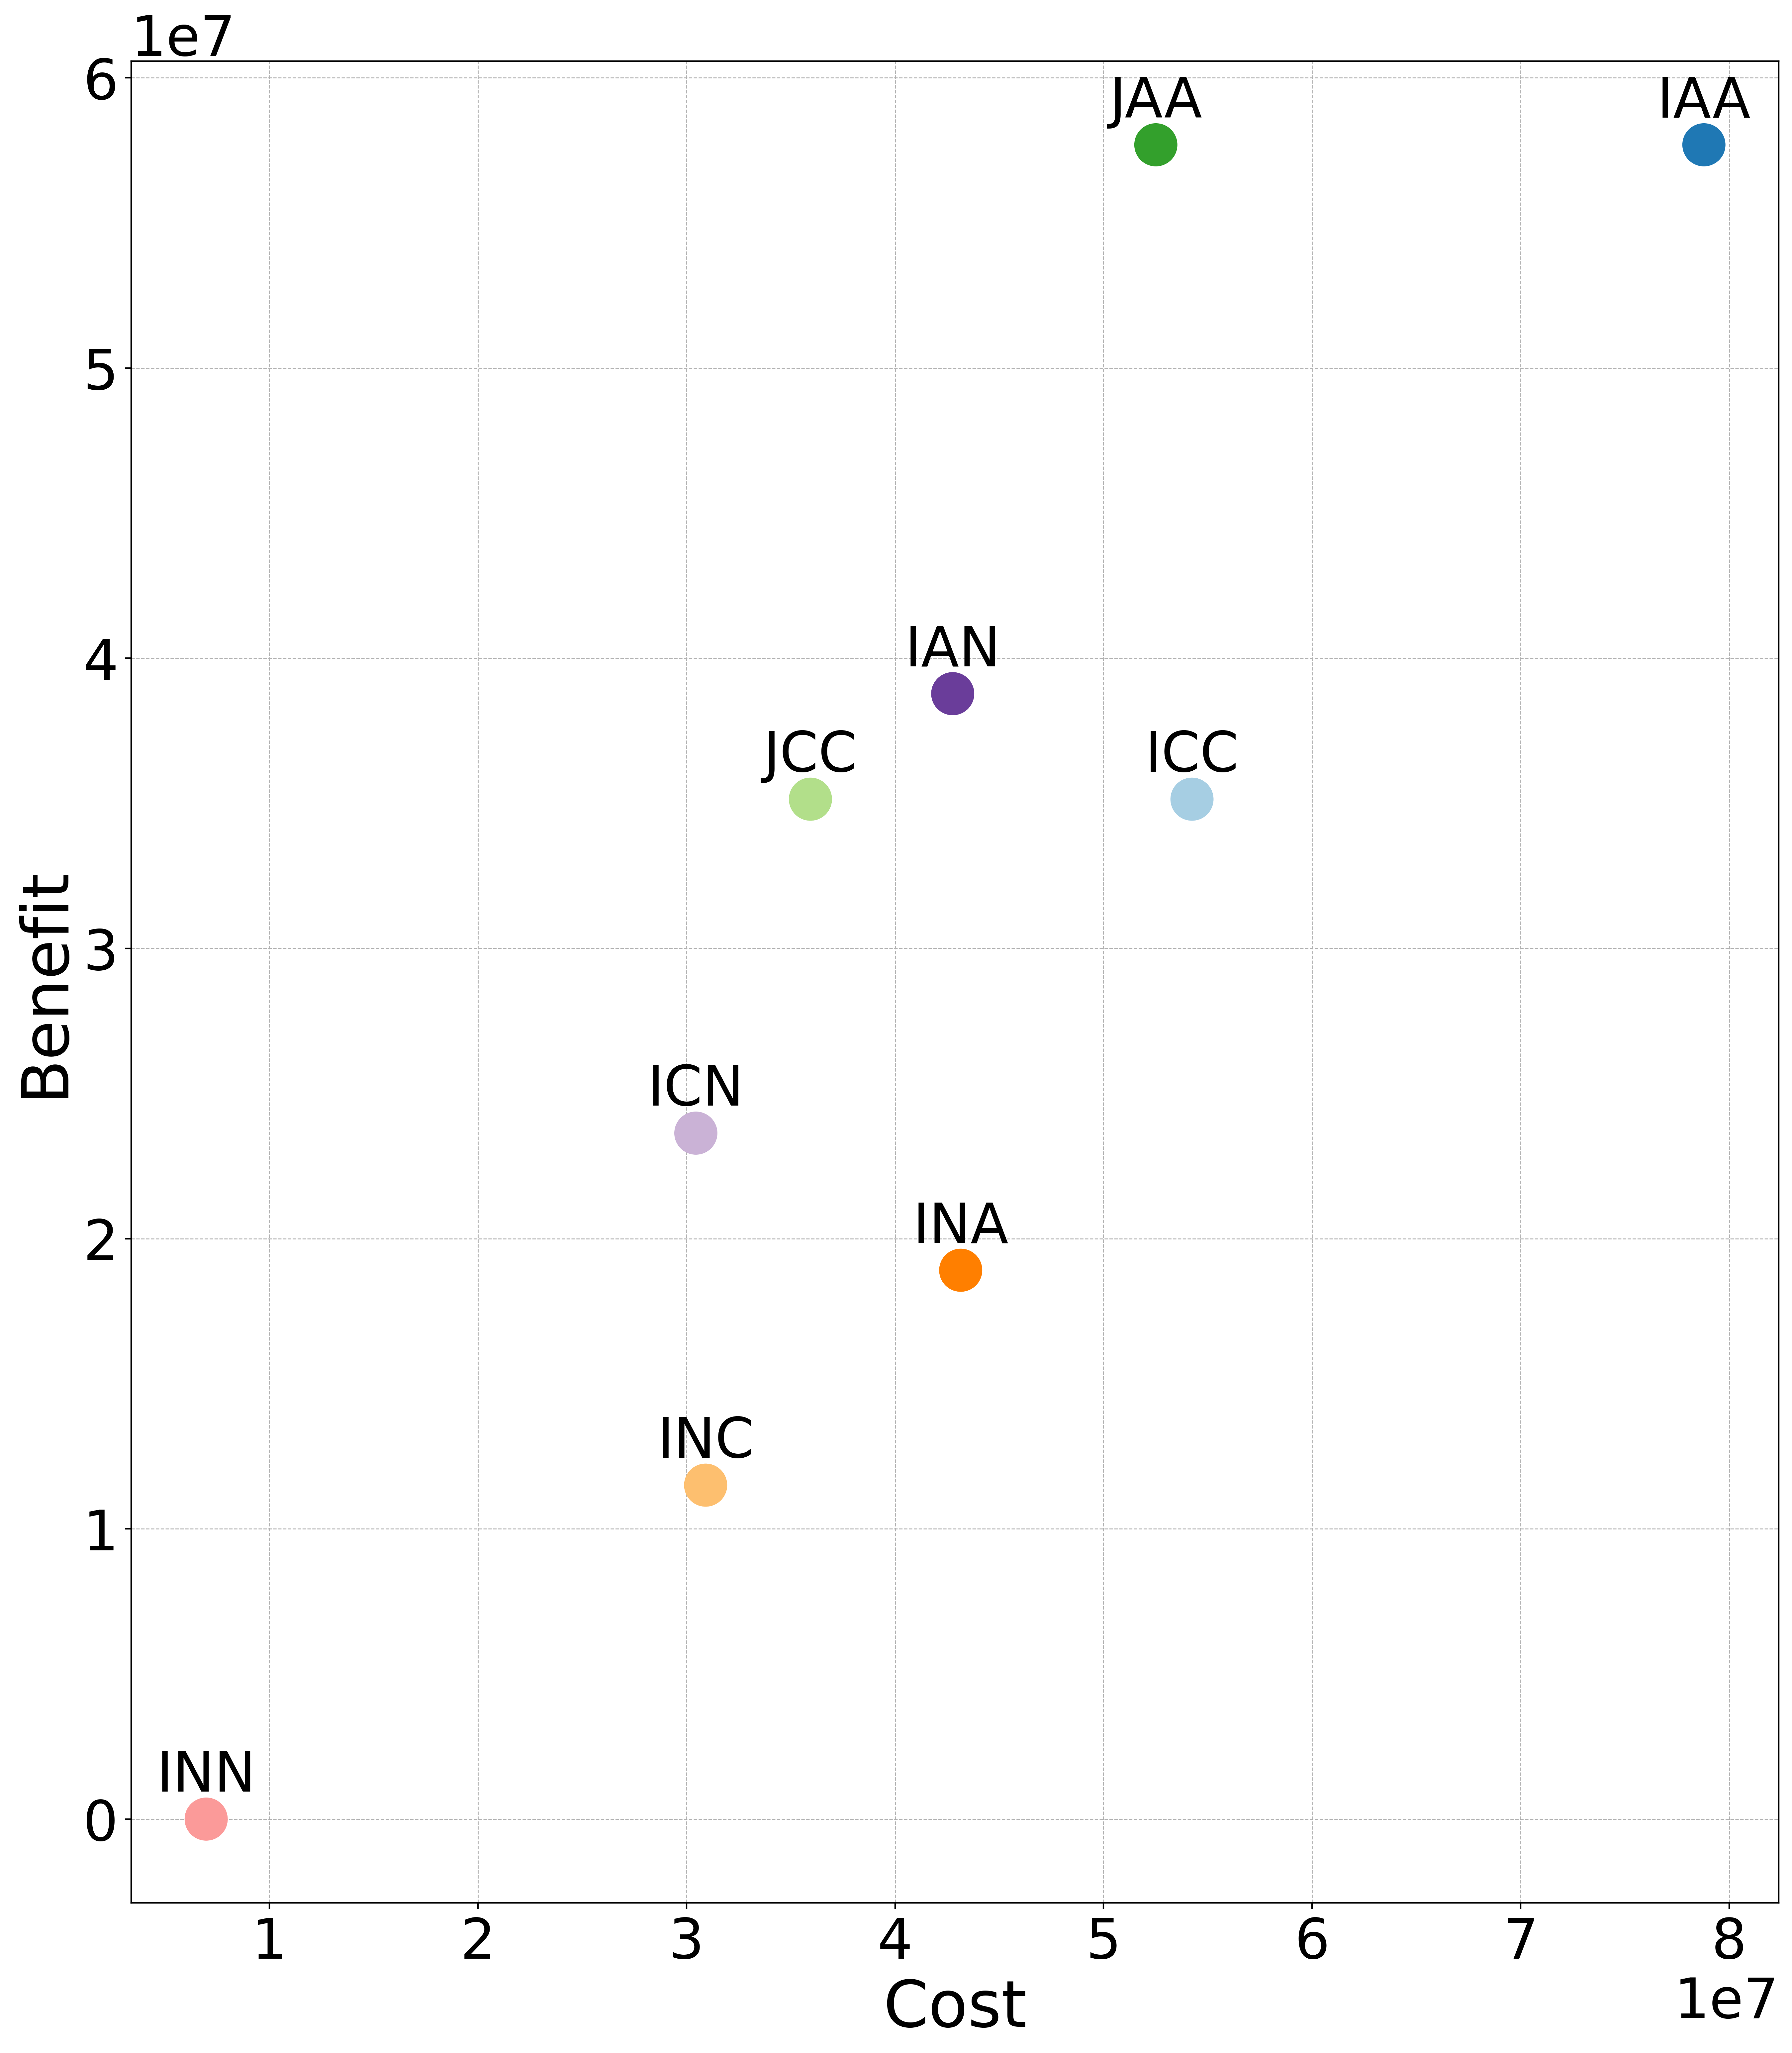 1e7
6
JAA
IAA
5
4
IAN
JCC
ICC
3
Benefit
ICN
2
INA
INC
1
INN
0
1 2 3 4 5 6 7 8
Cost
1e7